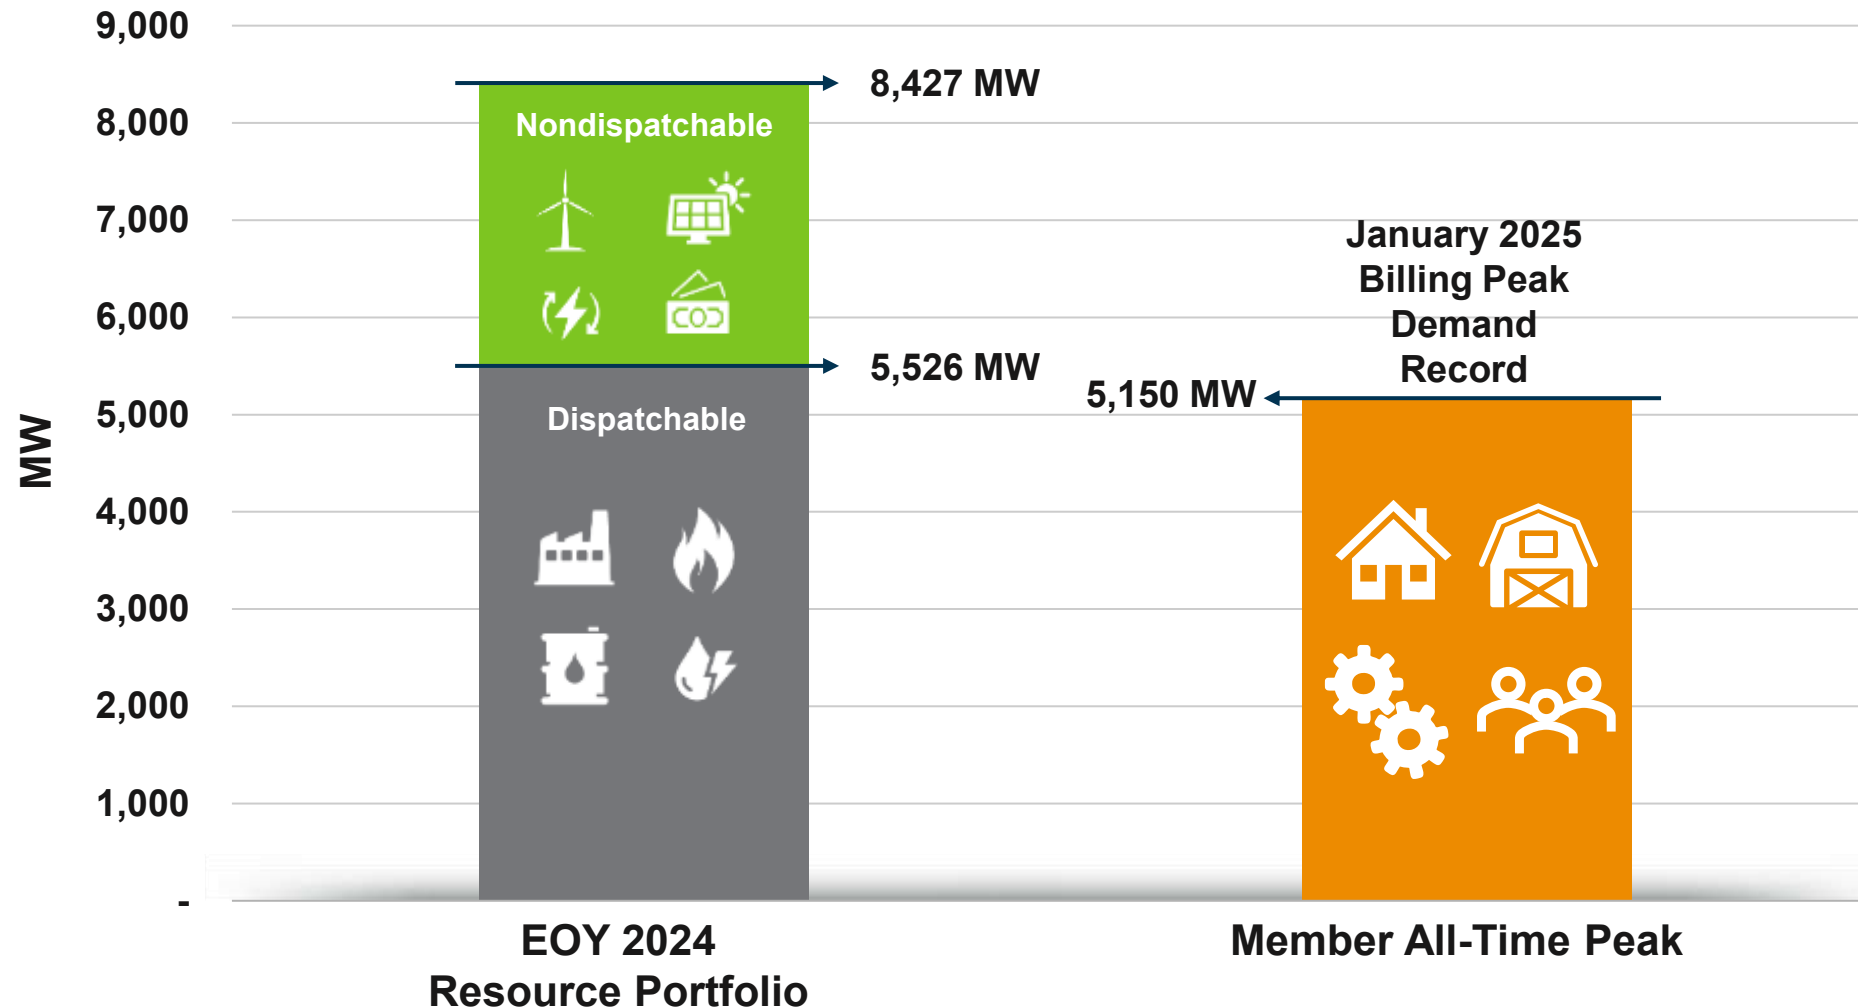 9,000
8,000
7,000
6,000
5,000
4,000
3,000
2,000
1,000
-
MW
8,427 MW
Nondispatchable
5,526 MW
Dispatchable
January 2025
Billing Peak
Demand
Record
5,150 MW
EOY 2024
Resource Portfolio
Member All-Time Peak